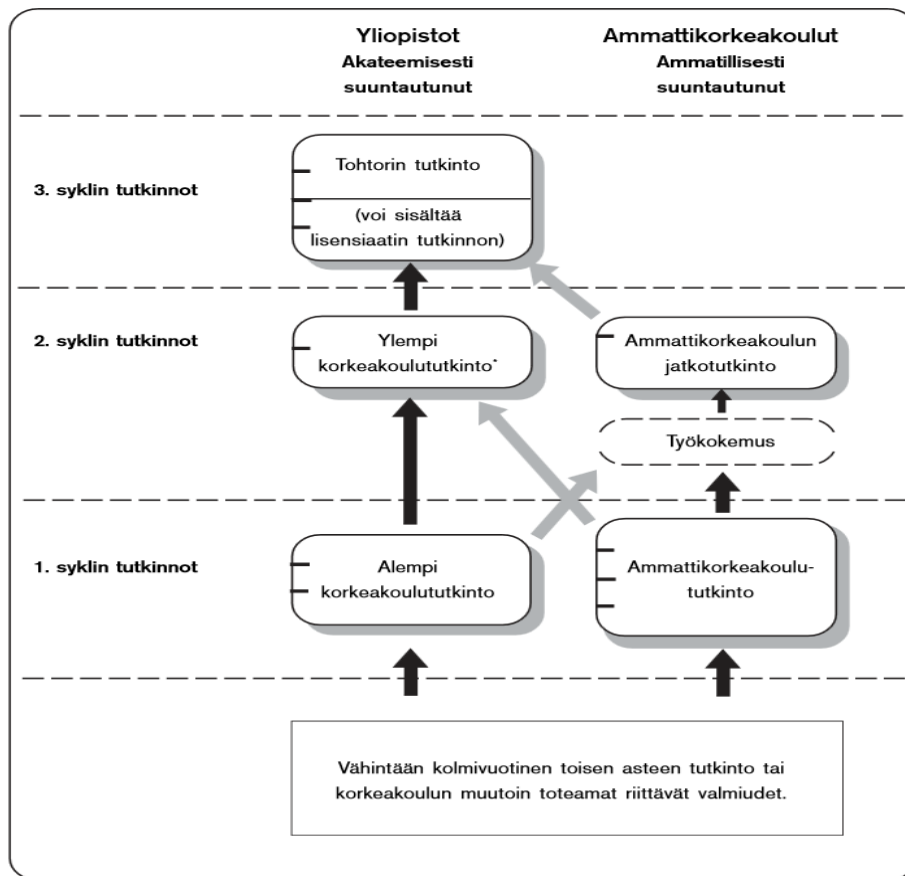 Yliopistot
Akateemisesti
suuntautunut
Ammattikorkeakoulut
Ammatillisesti
suuntautunut
3. syklin tutkinnot
Tohtorin tutkinto
(voi sisältää
lisensiaatin tutkinnon)
2. syklin tutkinnot
Ylempi
korkeakoulututkinto*
Ammattikorkeakoulun
jatkotutkinto
Työkokemus
1. syklin tutkinnot
Alempi
korkeakoulututkinto
Ammattikorkeakoulu-
tutkinto
Vähintään kolmivuotinen toisen asteen tutkinto tai
korkeakoulun muutoin toteamat riittävät valmiudet.